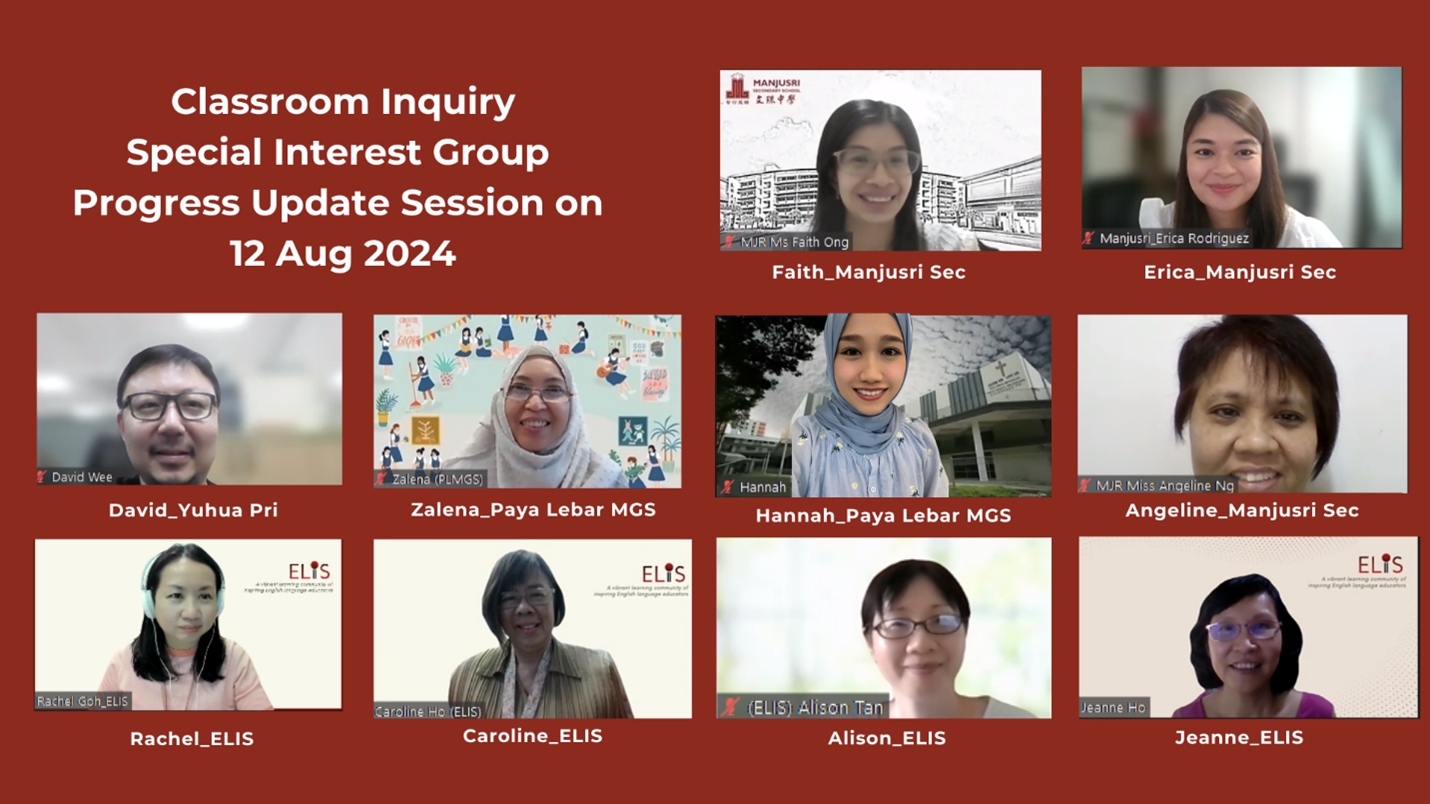 Classroom Inquiry
Special Interest Group
Progress Update Session on
12 Aug 2024
MANJUSRI
SECONDARY SCHOOL
文殊中學
MJR Ms Faith Ong
Faith_Manjusri Sec
Manjusri_Erica Rodriguez
Erica_Manjusri Sec
David Wee
David_Yuhua Pri
Zalena (PLMGS)
Zalena_Paya Lebar MGS
Hannah
Hannah_Paya Lebar MGS
MJR Miss Angeline Ng
Angeline_Manjusri Sec
ELIS
A vibrant learning community of
inspiring English language educators
Rachel Goh_ELIS
Rachel_ELIS
ELIS
A vibrant learning community of
inspiring English language educators
Caroline Ho (ELIS)
Caroline_ELIS
(ELIS) Alison Tan
Alison_ELIS
ELIS
A vibrant learning community of
inspiring English language educators
Jeanne Ho
Jeanne_ELIS